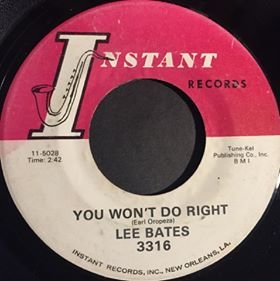 INSTANT
RECORDS
11-5028
Time: 2:42
Tune-Kel
Publishing Co., Inc.
B M I
YOU WON'T DO RIGHT
(Earl Oropeza)
LEE BATES
3316
INSTANT RECORDS, INC., NEW ORLEANS, LA.